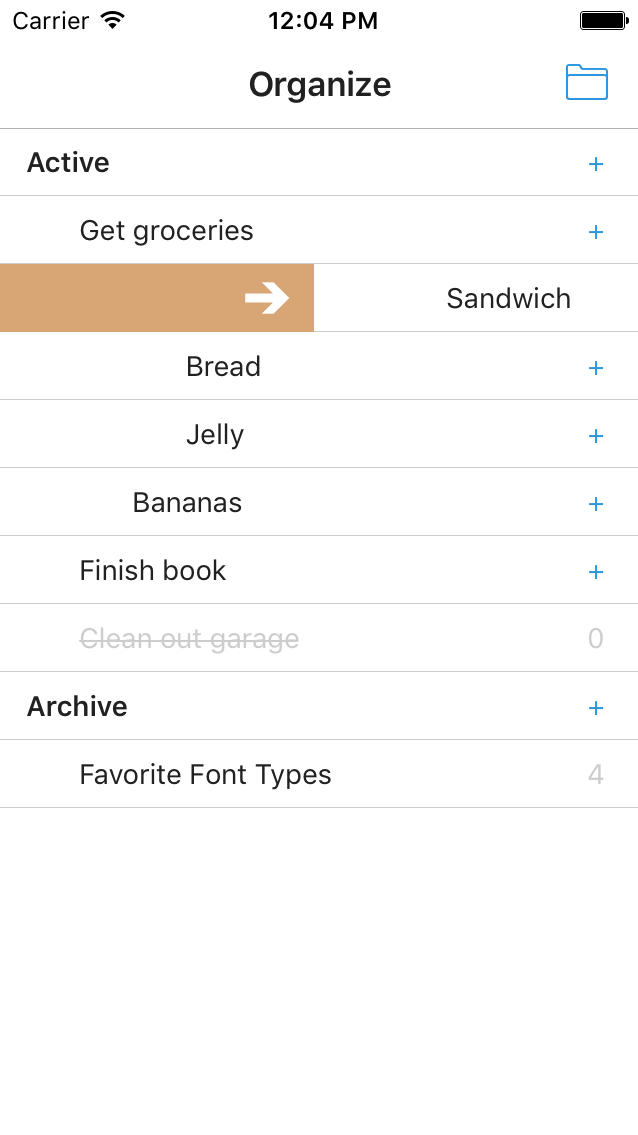 Carrier 12:04 PM
Organize
Active +
Get groceries +
Sandwich
Bread +
Jelly +
Bananas +
Finish book +
Clean out garage 0
Archive +
Favorite Font Types 4